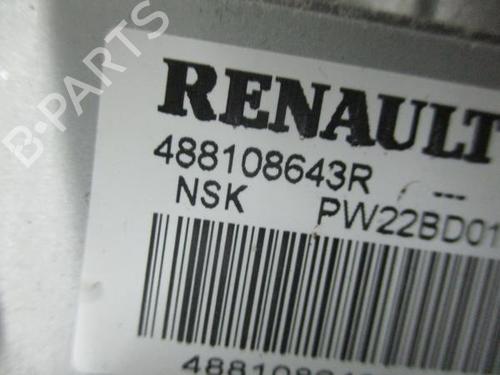 B-PARTS
RENAULT
488108643R ---
NSK PW22BD01